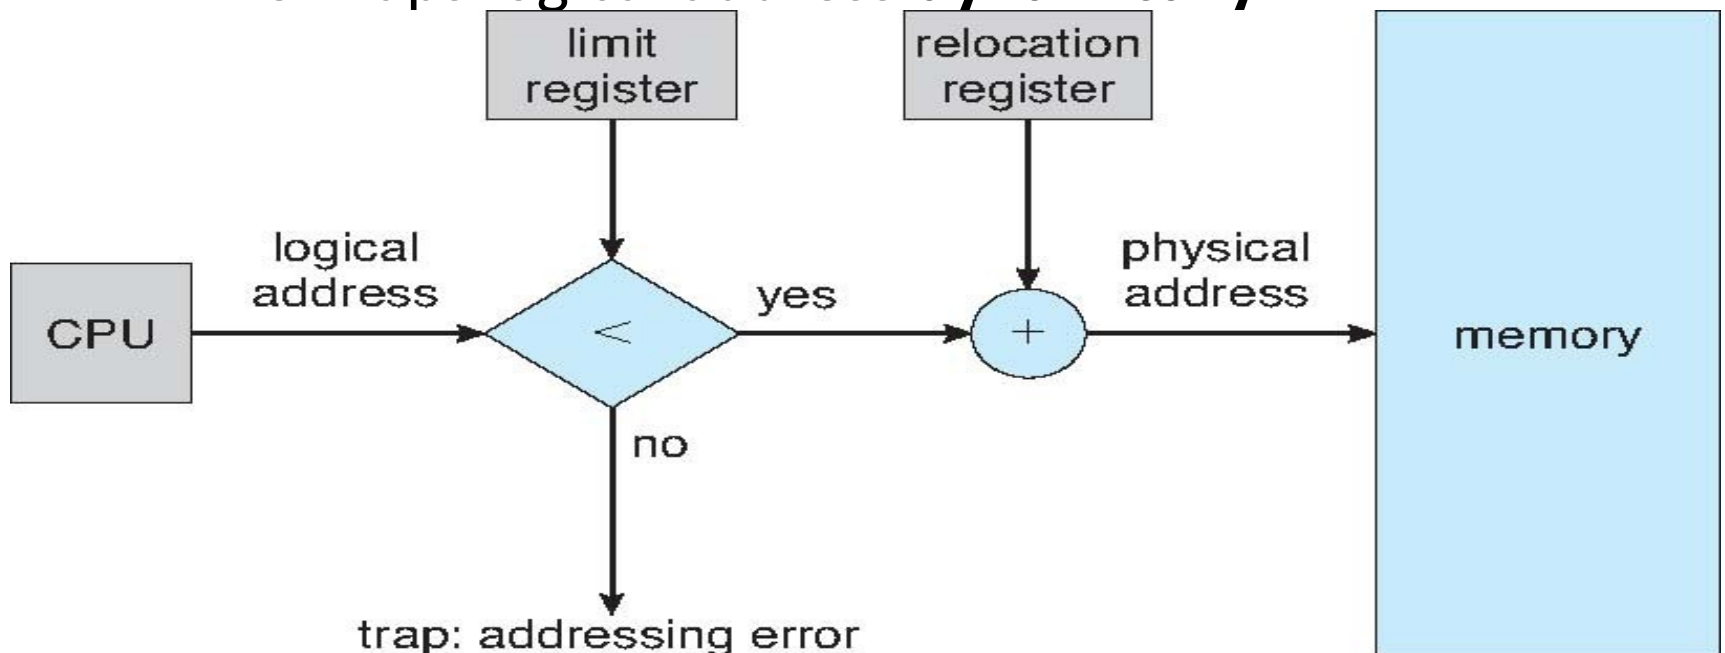 limit
register
relocation
register
logical
address
yes
physical
address
CPU
<
+
memory
no
trap: addressing error